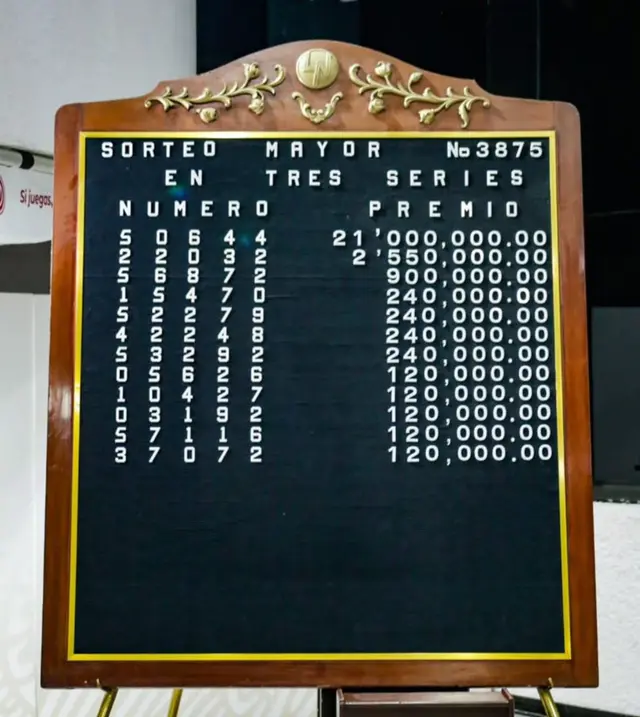 LN
SORTEO MAYOR No3875
EN TRES SERIES
NUMERO PREMIO
50644 21'000,000.00
22032 2'550,000.00
56872 900,000.00
15470 240,000.00
52279 240,000.00
42248 240,000.00
53292 240,000.00
05626 120,000.00
10427 120,000.00
03192 120,000.00
57116 120,000.00
37072 120,000.00
Si juegas,